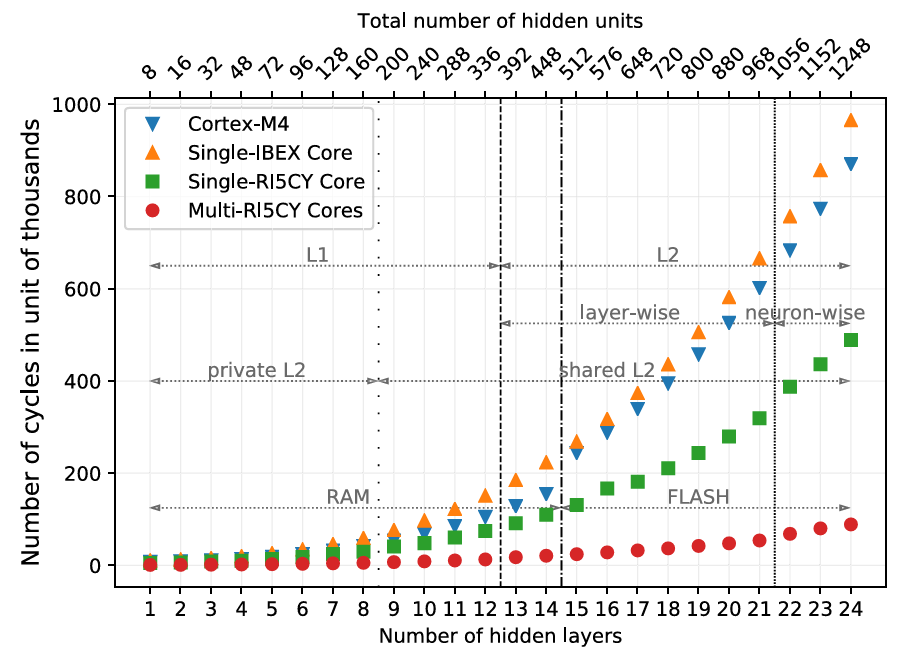 Total number of hidden units
8 16 32 48 72 96 128 160 200 240 288 336 392 448 512 576 648 720 800 880 968 1056 1152 1248
Number of cycles in unit of thousands
1000
800
600
400
200
0
Cortex-M4
Single-IBEX Core
Single-RI5CY Core
Multi-RI5CY Cores
L1 L2
layer-wise neuron-wise
private L2 shared L2
RAM FLASH
1 2 3 4 5 6 7 8 9 10 11 12 13 14 15 16 17 18 19 20 21 22 23 24
Number of hidden layers